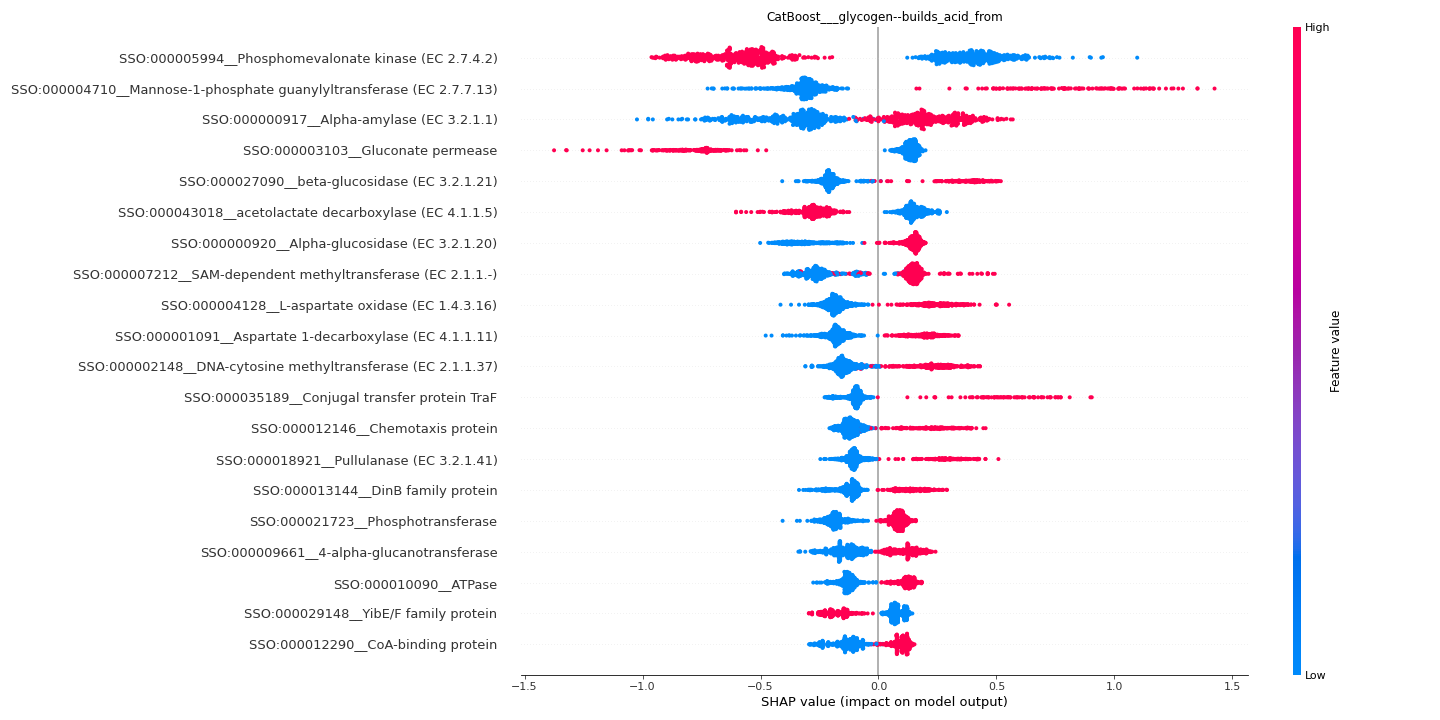 CatBoost___glycogen--builds_acid_from
SSO:000005994__Phosphomevalonate kinase (EC 2.7.4.2)
SSO:000004710__Mannose-1-phosphate guanylyltransferase (EC 2.7.7.13)
SSO:000000917__Alpha-amylase (EC 3.2.1.1)
SSO:000003103__Gluconate permease
SSO:000027090__beta-glucosidase (EC 3.2.1.21)
SSO:000043018__acetolactate decarboxylase (EC 4.1.1.5)
SSO:000000920__Alpha-glucosidase (EC 3.2.1.20)
SSO:000007212__SAM-dependent methyltransferase (EC 2.1.1.-)
SSO:000004128__L-aspartate oxidase (EC 1.4.3.16)
SSO:000001091__Aspartate 1-decarboxylase (EC 4.1.1.11)
SSO:000002148__DNA-cytosine methyltransferase (EC 2.1.1.37)
SSO:000035189__Conjugal transfer protein TraF
SSO:000012146__Chemotaxis protein
SSO:000018921__Pullulanase (EC 3.2.1.41)
SSO:000013144__DinB family protein
SSO:000021723__Phosphotransferase
SSO:000009661__4-alpha-glucanotransferase
SSO:000010090__ATPase
SSO:000029148__YibE/F family protein
SSO:000012290__CoA-binding protein
−1.5 −1.0 −0.5 0.0 0.5 1.0 1.5
SHAP value (impact on model output)
High
Feature value
Low